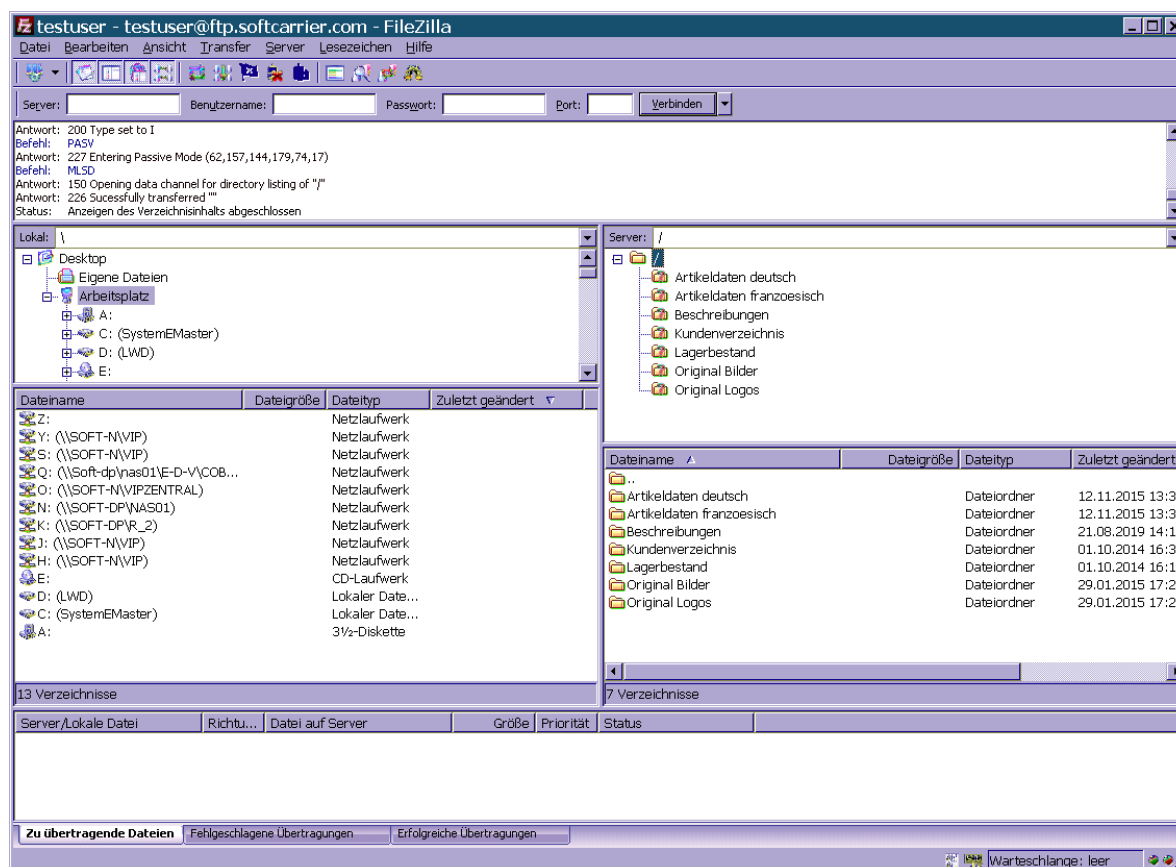 testuser - testuser@ftp.softcarrier.com - FileZilla
Datei Bearbeiten Ansicht Transfer Server Lesezeichen Hilfe
Server: Benutzername: Passwort: Port: Verbinden
Antwort: 200 Type set to I
Befehl: PASV
Antwort: 227 Entering Passive Mode (62,157,144,179,74,17)
Befehl: MLSD
Antwort: 150 Opening data channel for directory listing of "/"
Antwort: 226 Sucessfully transferred ""
Status: Anzeigen des Verzeichnisinhalts abgeschlossen
Lokal: \
Desktop
Eigene Dateien
Arbeitsplatz
A:
C: (SystemEMaster)
D: (LWD)
E:
Dateiname Dateigröße Dateityp Zuletzt geändert
Z: Netzlaufwerk
Y: (\\SOFT-N\VIP) Netzlaufwerk
S: (\\SOFT-N\VIP) Netzlaufwerk
Q: (\\Soft-dp\nas01\E-D-V\COB... Netzlaufwerk
O: (\\SOFT-N\VIPZENTRAL) Netzlaufwerk
N: (\\SOFT-DP\NAS01) Netzlaufwerk
K: (\\SOFT-DP\R_2) Netzlaufwerk
J: (\\SOFT-N\VIP) Netzlaufwerk
H: (\\SOFT-N\VIP) Netzlaufwerk
E: CD-Laufwerk
D: (LWD) Lokaler Date...
C: (SystemEMaster) Lokaler Date...
A: 3½-Diskette
13 Verzeichnisse
Server: /
/
Artikeldaten deutsch
Artikeldaten franzoesisch
Beschreibungen
Kundenverzeichnis
Lagerbestand
Original Bilder
Original Logos
Dateiname Dateigröße Dateityp Zuletzt geändert
..
Artikeldaten deutsch Dateiordner 12.11.2015 13:3
Artikeldaten franzoesisch Dateiordner 12.11.2015 13:3
Beschreibungen Dateiordner 21.08.2019 14:1
Kundenverzeichnis Dateiordner 01.10.2014 16:3
Lagerbestand Dateiordner 01.10.2014 16:1
Original Bilder Dateiordner 29.01.2015 17:2
Original Logos Dateiordner 29.01.2015 17:2
7 Verzeichnisse
Server/Lokale Datei Richtu... Datei auf Server Größe Priorität Status
Zu übertragende Dateien Fehlgeschlagene Übertragungen Erfolgreiche Übertragungen
Warteschlange: leer